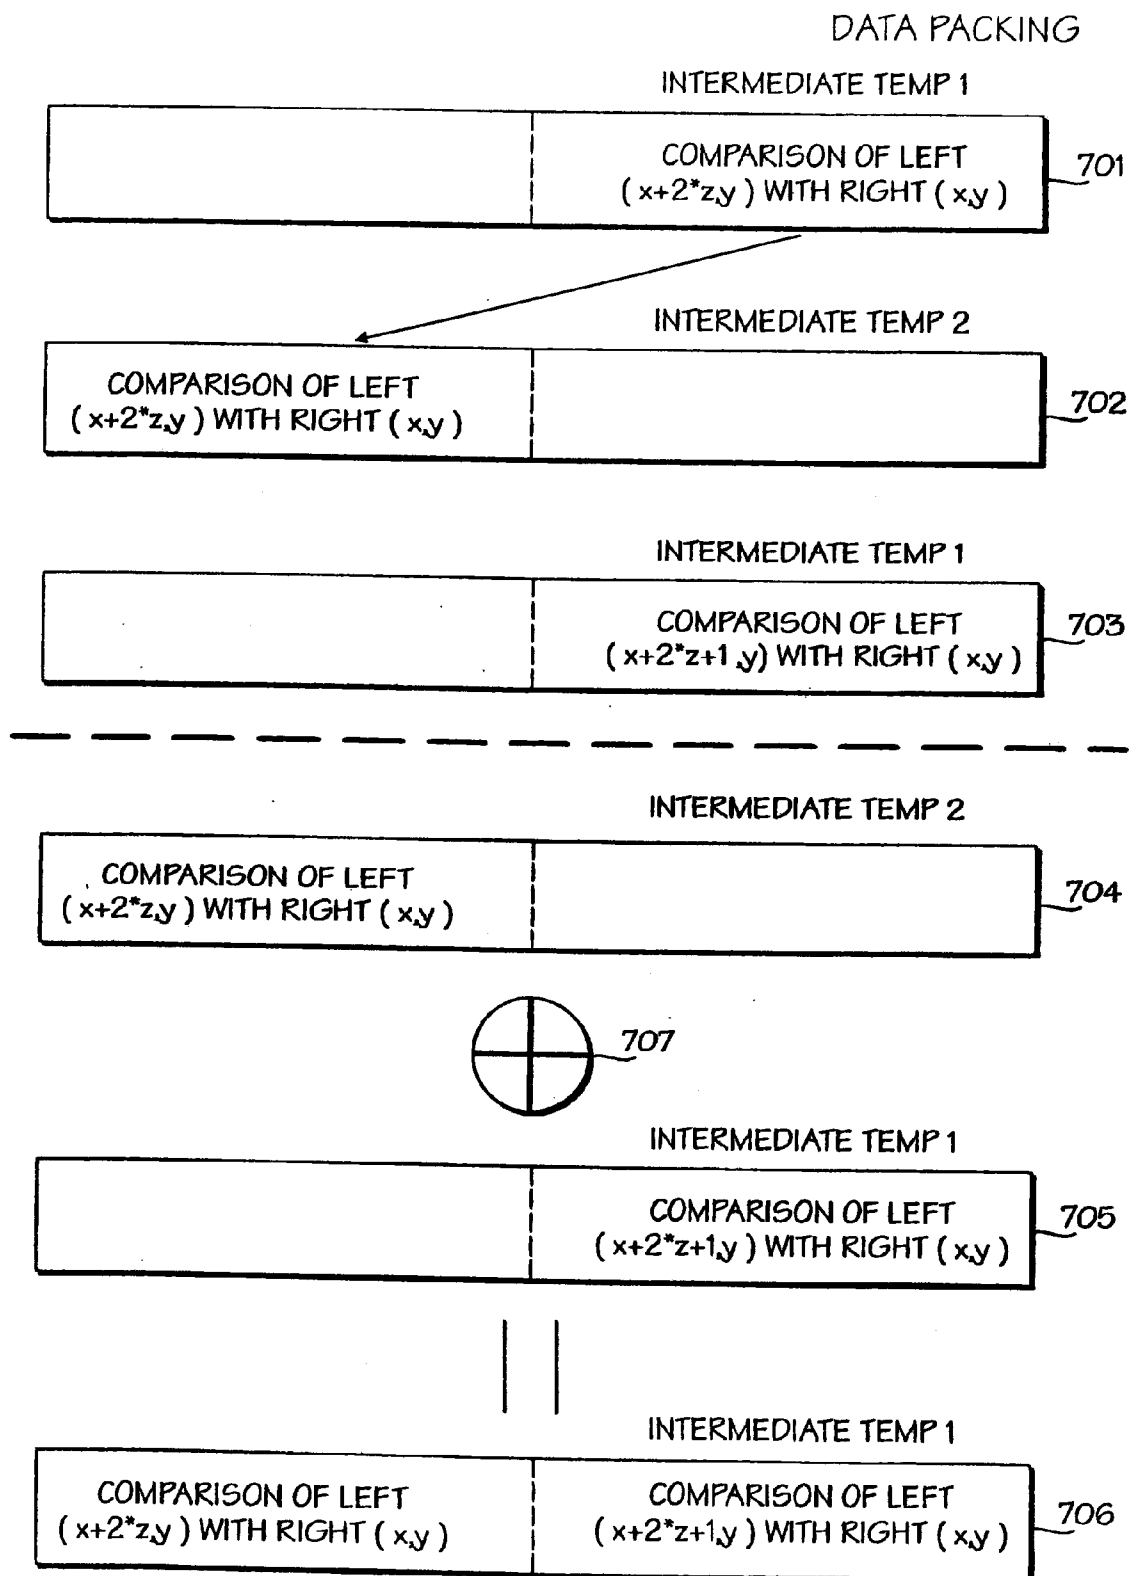 DATA PACKING
INTERMEDIATE TEMP 1
COMPARISON OF LEFT
(x+2*z,y) WITH RIGHT (x,y)
701
INTERMEDIATE TEMP 2
COMPARISON OF LEFT
(x+2*z,y) WITH RIGHT (x,y)
702
INTERMEDIATE TEMP 1
COMPARISON OF LEFT
(x+2*z+1,y) WITH RIGHT (x,y)
703
INTERMEDIATE TEMP 2
COMPARISON OF LEFT
(x+2*z,y) WITH RIGHT (x,y)
704
707
INTERMEDIATE TEMP 1
COMPARISON OF LEFT
(x+2*z+1,y) WITH RIGHT (x,y)
705
INTERMEDIATE TEMP 1
COMPARISON OF LEFT
(x+2*z,y) WITH RIGHT (x,y)
COMPARISON OF LEFT
(x+2*z+1,y) WITH RIGHT (x,y)
706